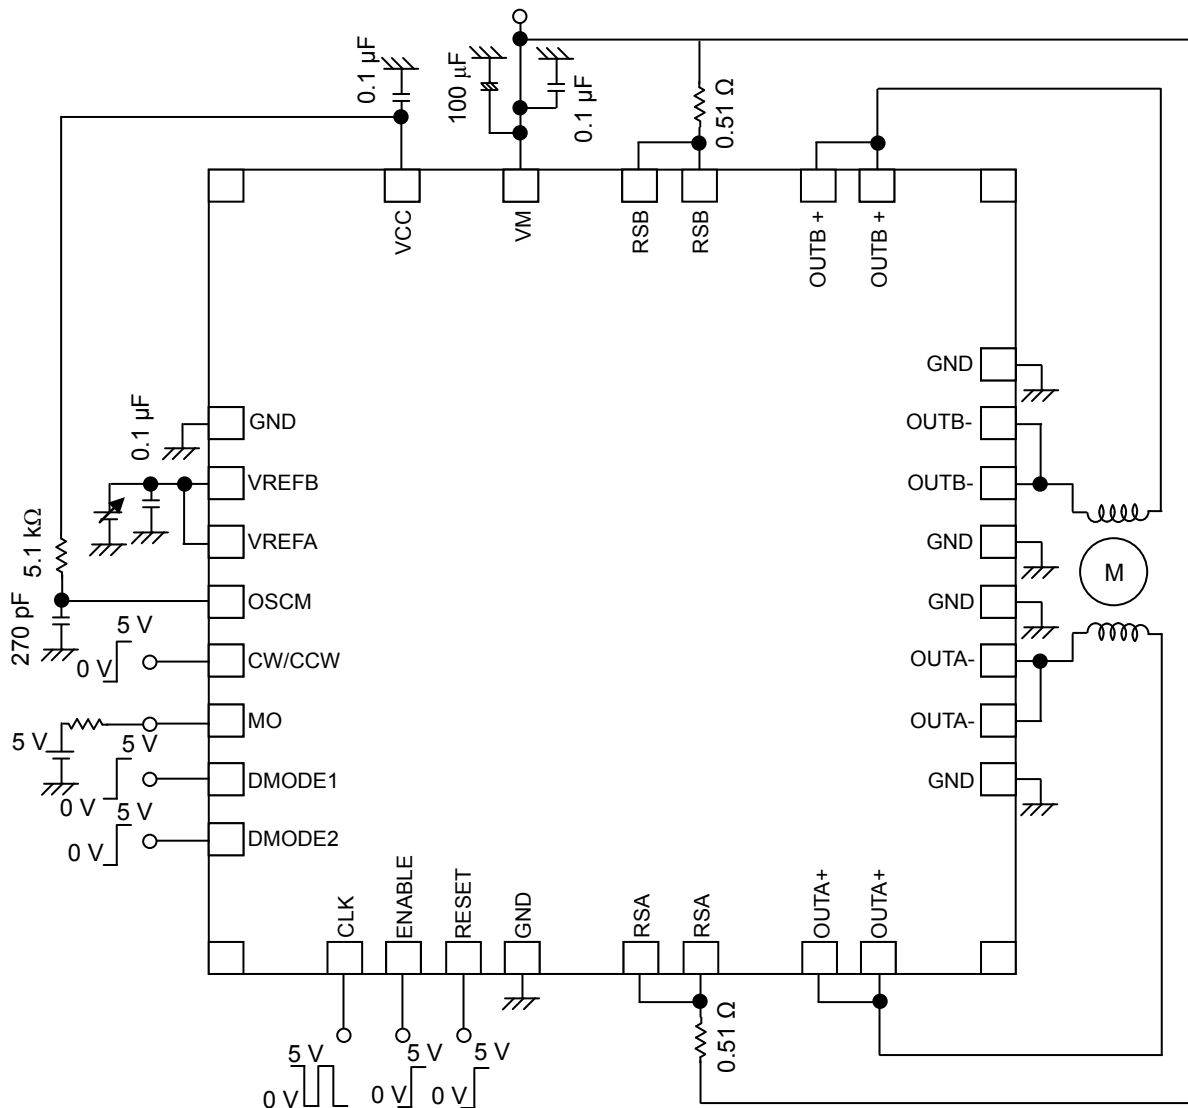 0.1 µF
100 µF
0.1 µF
0.51 Ω
VCC
VM
RSB
RSB
OUTB +
OUTB +
GND
OUTB-
OUTB-
GND
GND
OUTA-
OUTA-
GND
M
0.1 µF
GND
VREFB
VREFA
OSCM
CW/CCW
MO
DMODE1
DMODE2
5.1 kΩ
270 pF
5 V
0 V
5 V
5 V
0 V
5 V
0 V
CLK
ENABLE
RESET
GND
RSA
RSA
OUTA+
OUTA+
0.51 Ω
5 V
0 V
5 V
0 V
5 V
0 V